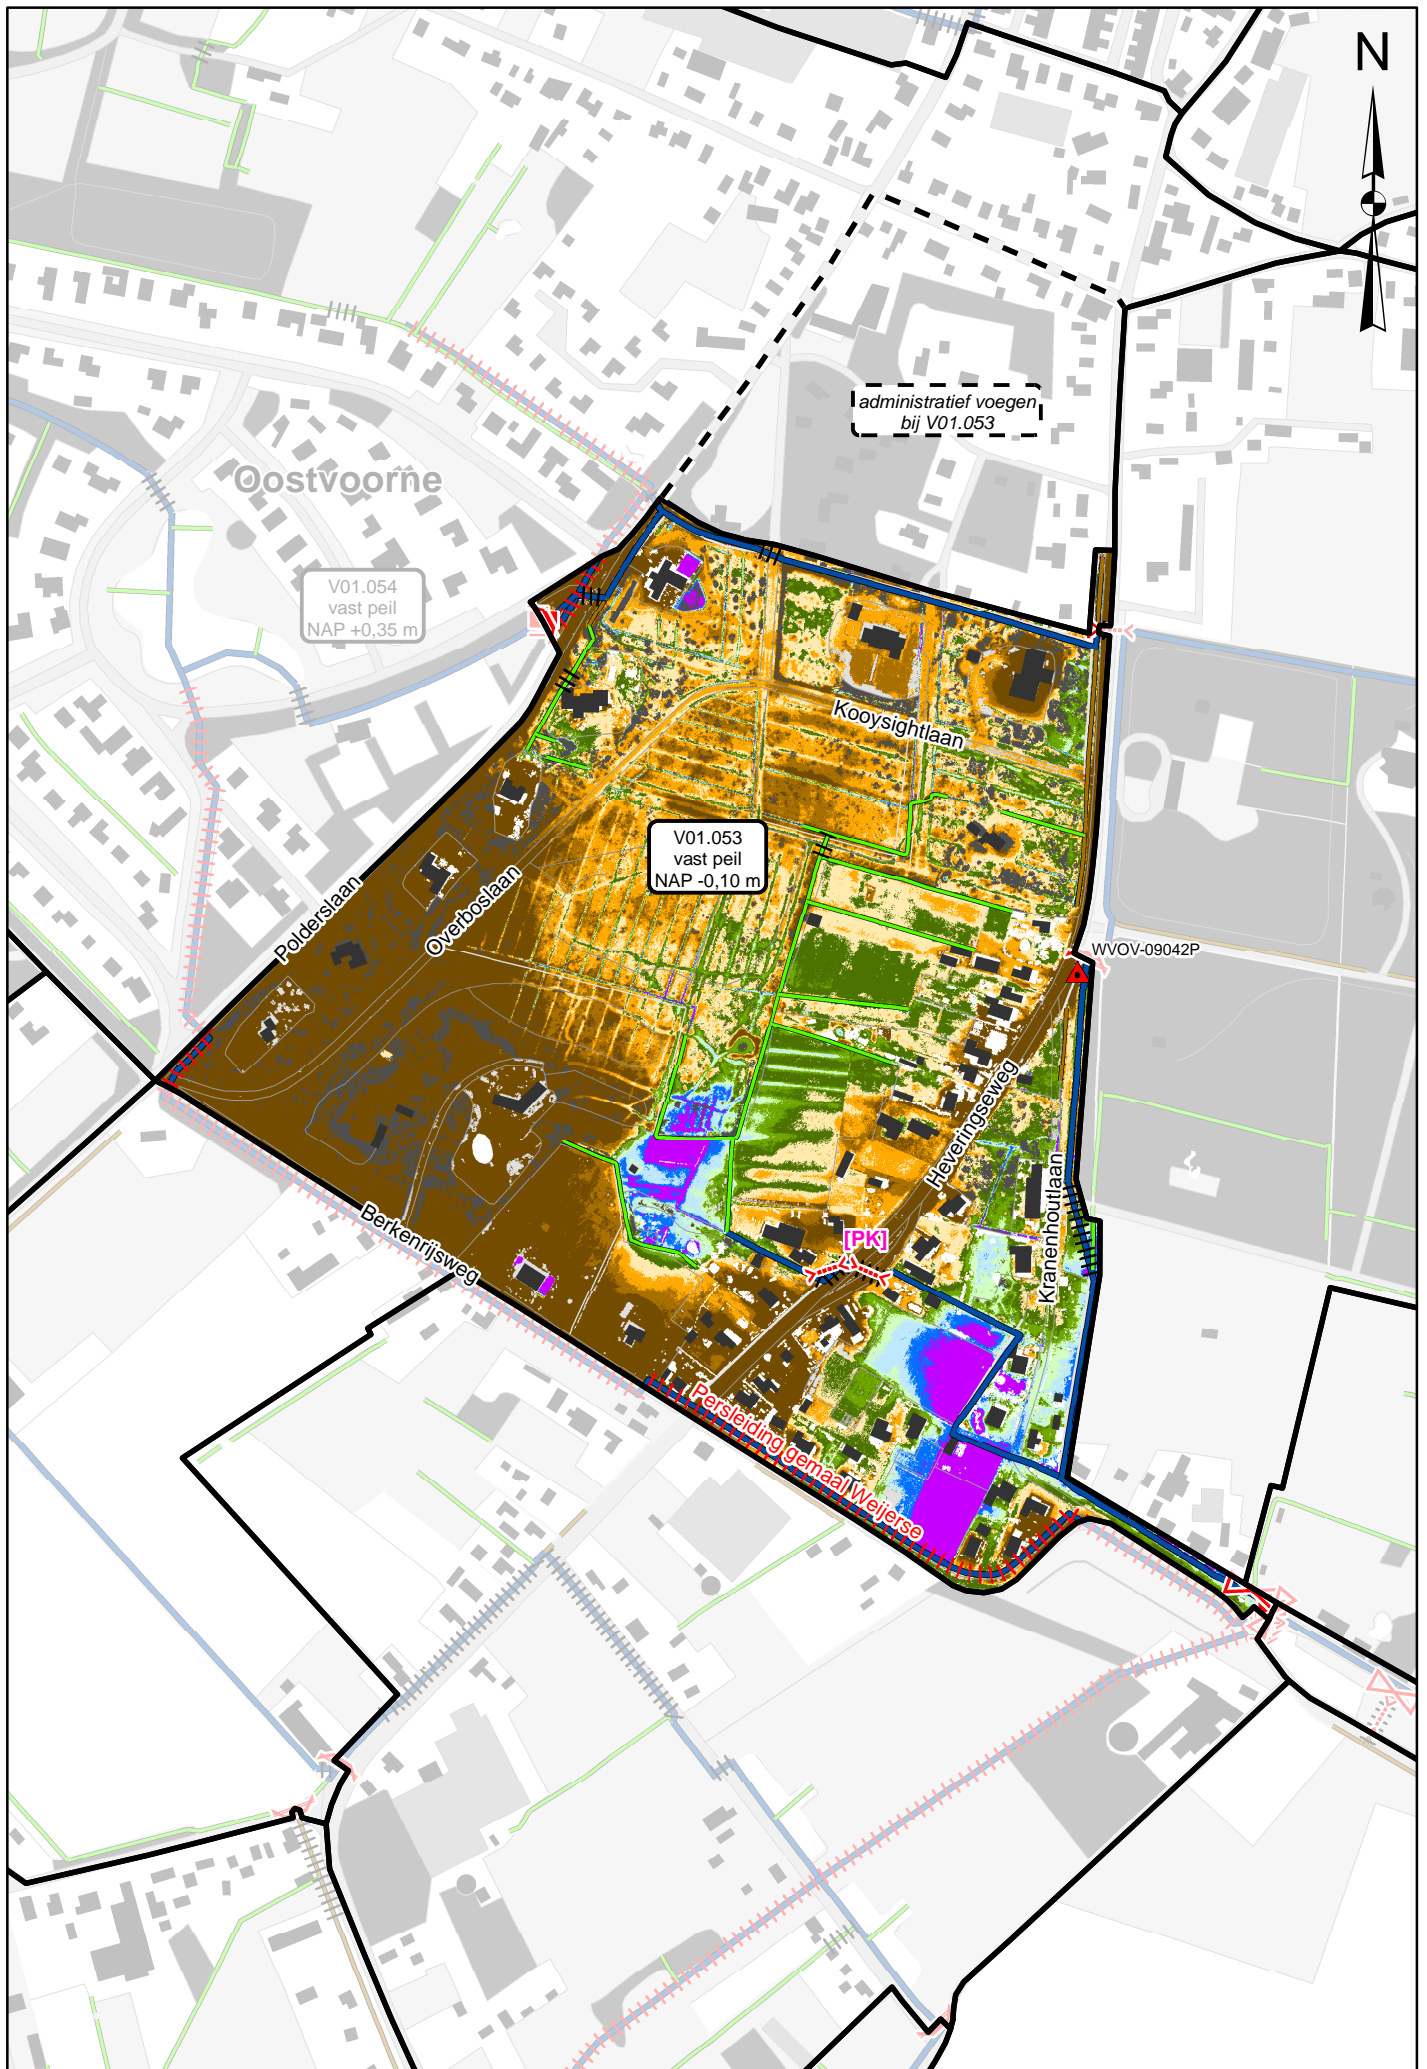 N
administratief voegen
bij V01.053
Oostvoorne
V01.054
vast peil
NAP +0,35 m
Kooysightlaan
V01.053
vast peil
NAP -0,10 m
Polderslaan
Overboslaan
WVOV-09042P
Heveringseweg
Kranenhoutlaan
Berkenrijsweg
[PK]
Persleiding gemaal Weijerse